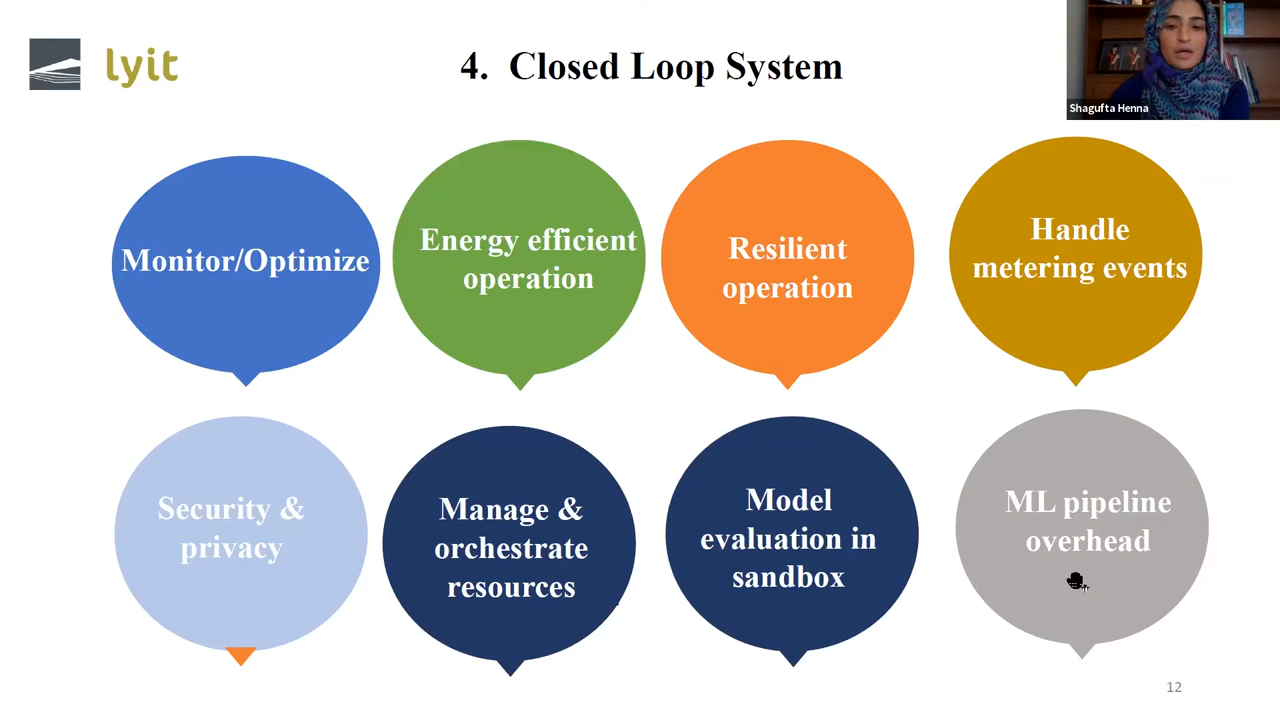 lyit
4. Closed Loop System
Shagufta Henna
Monitor/Optimize
Energy efficient
operation
Resilient
operation
Handle
metering events
Security &
privacy
Manage &
orchestrate
resources
Model
evaluation in
sandbox
ML pipeline
overhead
12